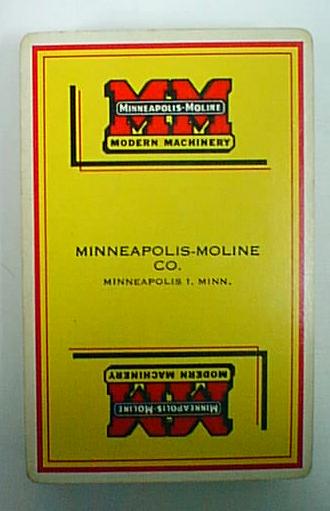 MM
MINNEAPOLIS-MOLINE
MODERN MACHINERY
MINNEAPOLIS-MOLINE
CO.
MINNEAPOLIS 1, MINN.
MODERN MACHINERY
MINNEAPOLIS-MOLINE
MM